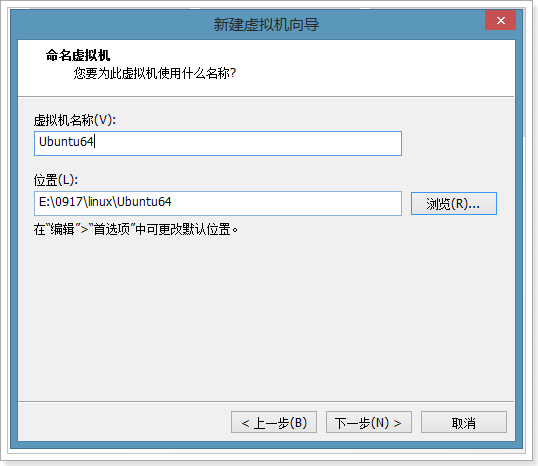 新建虚拟机向导
命名虚拟机
您要为此虚拟机使用什么名称?
虚拟机名称(V):
Ubuntu64
位置(L):
E:\0917\linux\Ubuntu64
浏览(R)...
在“编辑”>“首选项”中可更改默认位置。
< 上一步(B)
下一步(N) >
取消